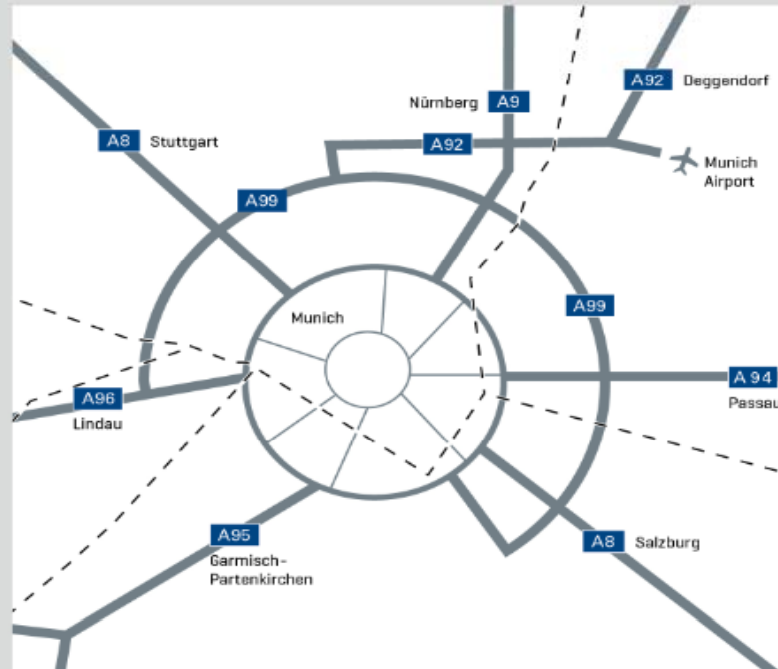 A92
Deggendorf
Nürnberg
A9
A8
Stuttgart
A92
Munich
Airport
A99
A99
Munich
A94
Passau
A96
Lindau
A95
Garmisch-
Partenkirchen
A8
Salzburg